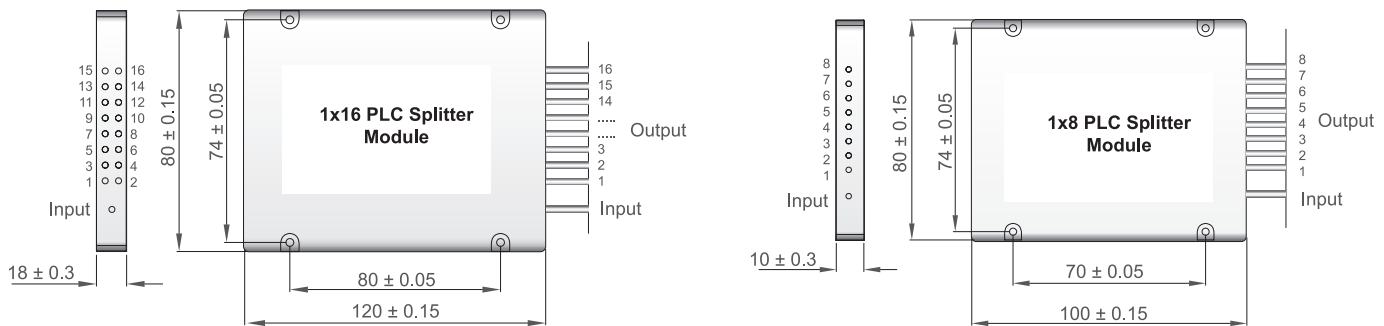 15 16
13 14
11 12
9 10
7 8
5 6
3 4
1 2
Input
18 ± 0.3
80 ± 0.15
74 ± 0.05
1x16 PLC Splitter
Module
16
15
14
......
......
3
2
1
Output
Input
80 ± 0.05
120 ± 0.15
8
7
6
5
4
3
2
1
Input
10 ± 0.3
80 ± 0.15
74 ± 0.05
1x8 PLC Splitter
Module
8
7
6
5
4
3
2
1
Output
Input
70 ± 0.05
100 ± 0.15